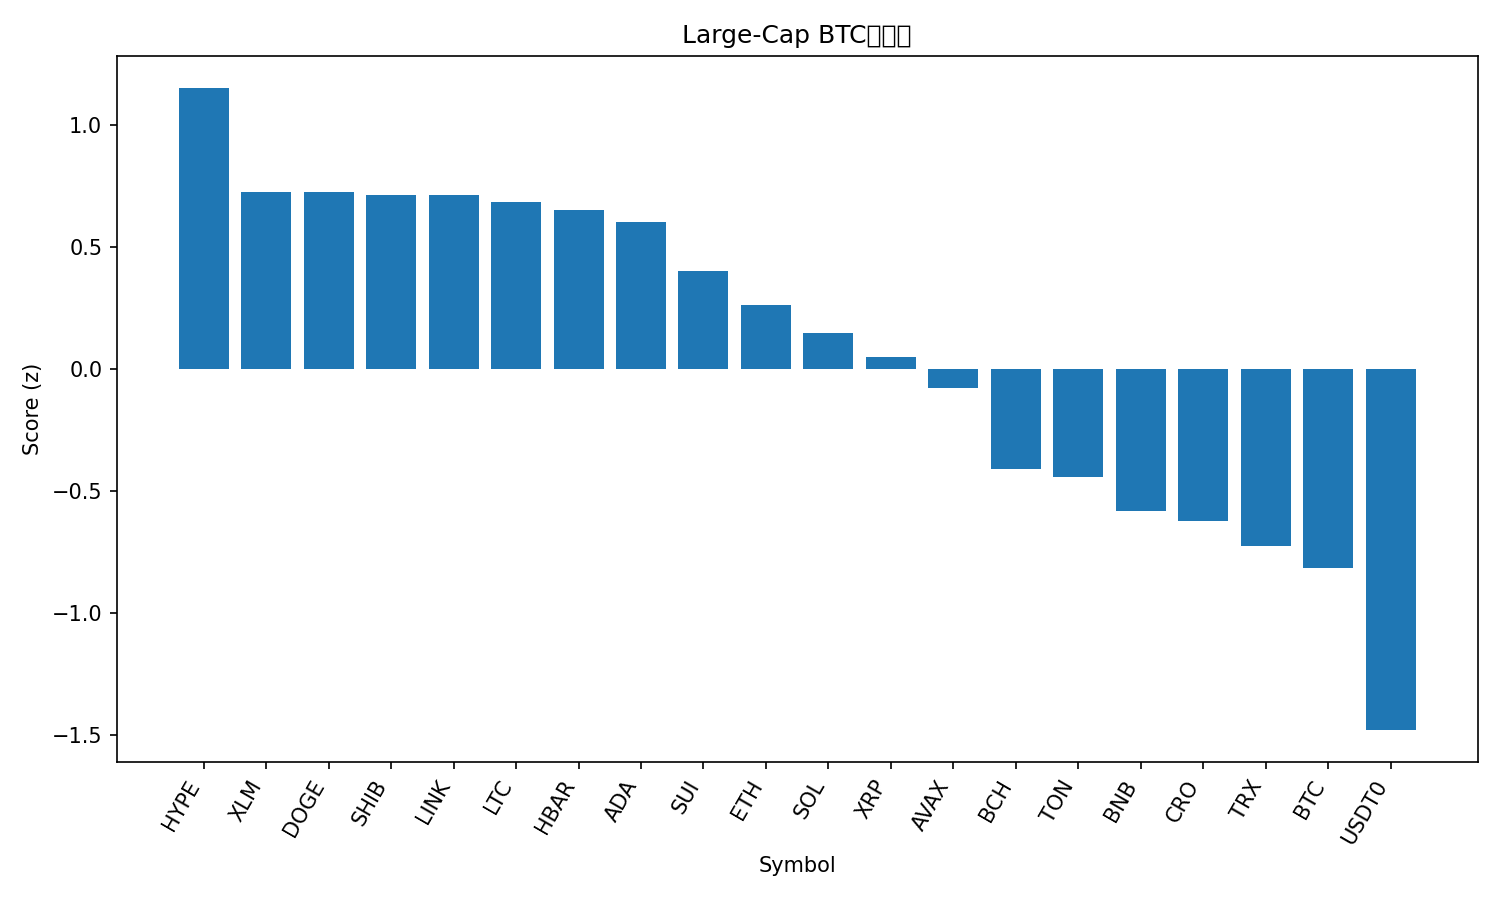 Large-Cap BTC
1.0
0.5
0.0
−0.5
−1.0
−1.5
Score (z)
HYPE
XLM
DOGE
SHIB
LINK
LTC
HBAR
ADA
SUI
ETH
SOL
XRP
AVAX
BCH
TON
BNB
CRO
TRX
BTC
USDT0
Symbol